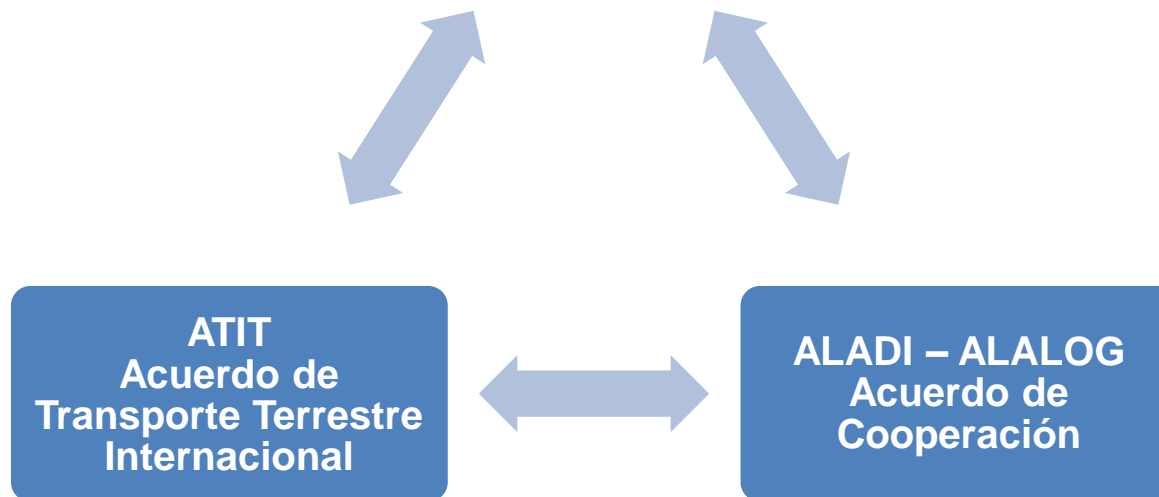 ATIT
Acuerdo de
Transporte Terrestre
Internacional
ALADI – ALALOG
Acuerdo de
Cooperación